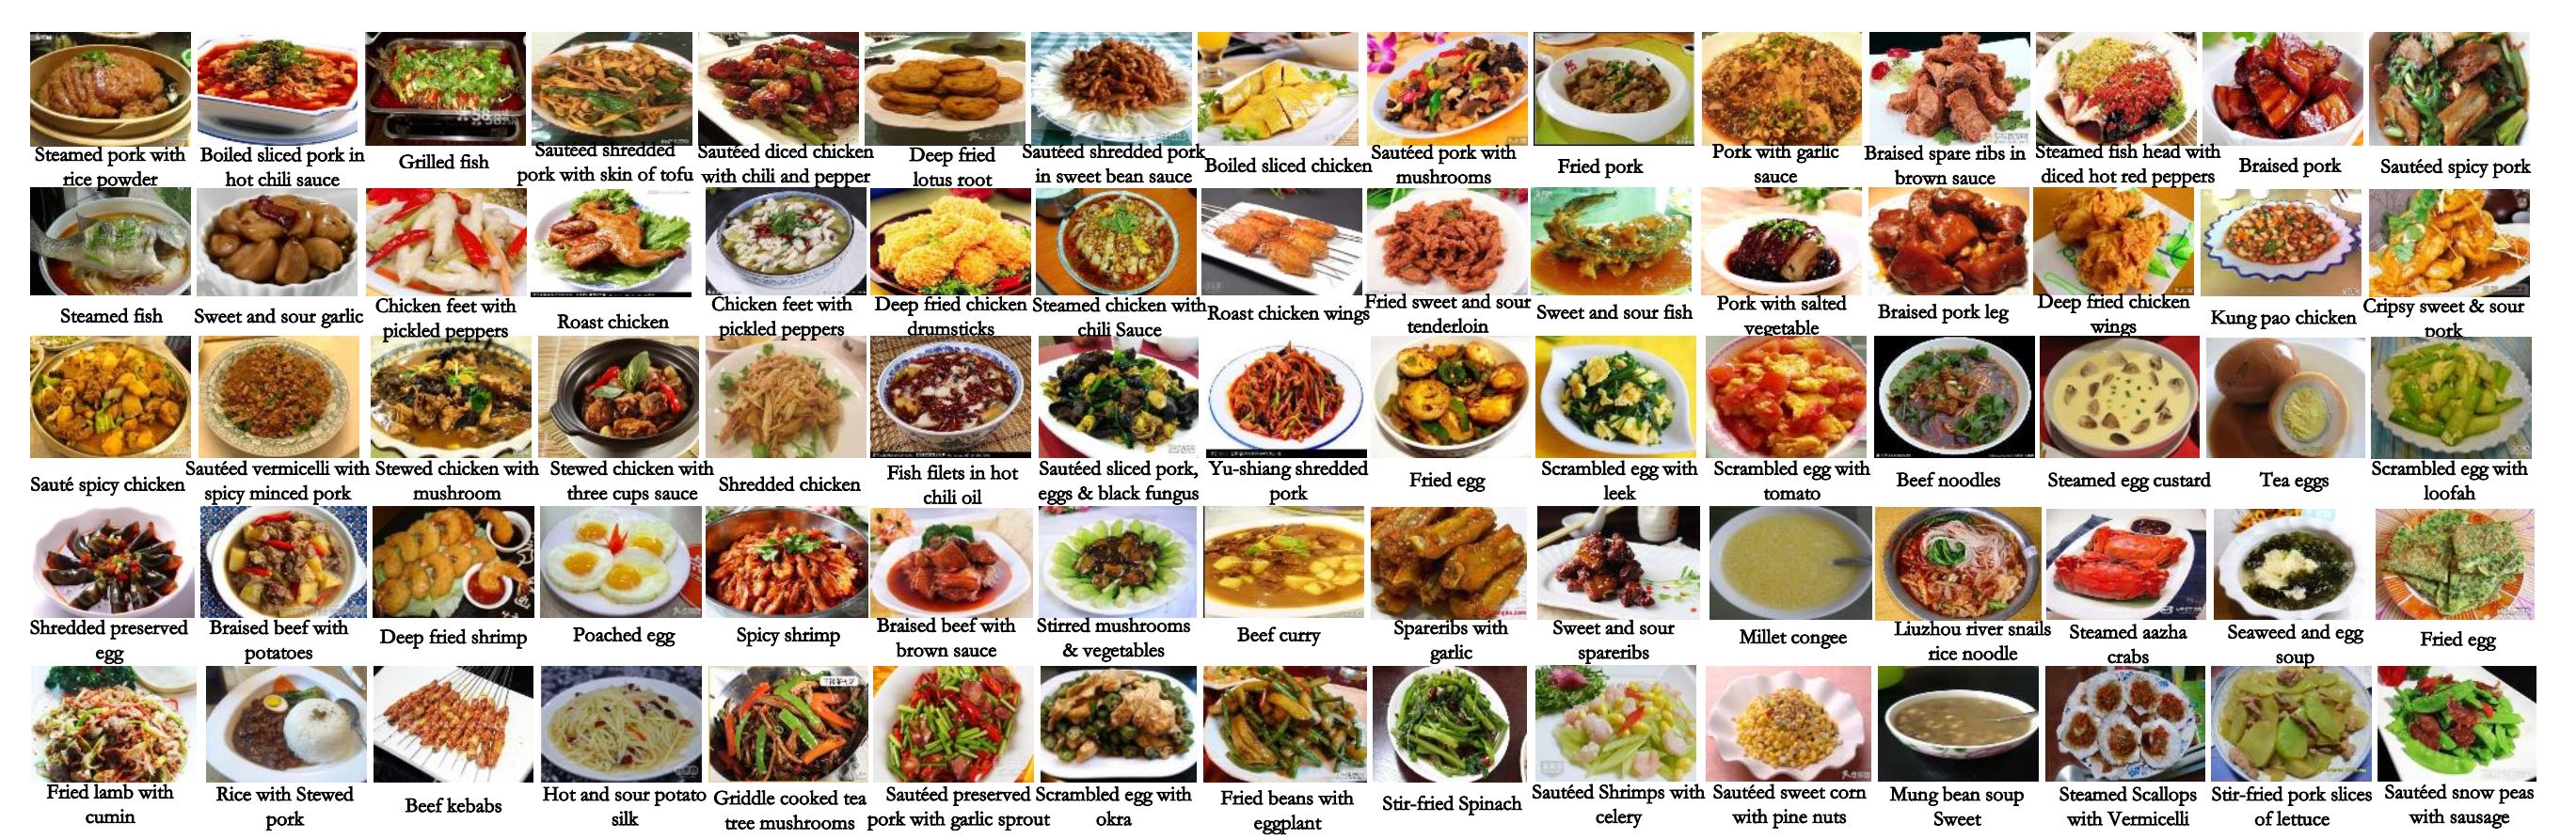 Steamed pork with
rice powder
Boiled sliced pork in
hot chili sauce
Grilled fish
Sautéed shredded
pork with skin of tofu
Sautéed diced chicken
with chili and pepper
Deep fried
lotus root
Sautéed shredded pork
in sweet bean sauce
Boiled sliced chicken
Sautéed pork with
mushrooms
Fried pork
Pork with garlic
sauce
Braised spare ribs in
brown sauce
Steamed fish head with
diced hot red peppers
Braised pork
Sautéed spicy pork
Steamed fish
Sweet and sour garlic
Chicken feet with
pickled peppers
Roast chicken
Chicken feet with
pickled peppers
Deep fried chicken
drumsticks
Steamed chicken with
chili Sauce
Roast chicken wings
Fried sweet and sour
tenderloin
Sweet and sour fish
Pork with salted
vegetable
Braised pork leg
Deep fried chicken
wings
Kung pao chicken
Cripsy sweet & sour
pork
Sauté spicy chicken
Sautéed vermicelli with
spicy minced pork
Stewed chicken with
mushroom
Stewed chicken with
three cups sauce
Shredded chicken
Fish filets in hot
chili oil
Sautéed sliced pork,
eggs & black fungus
Yu-shiang shredded
pork
Fried egg
Scrambled egg with
leek
Scrambled egg with
tomato
Beef noodles
Steamed egg custard
Tea eggs
Scrambled egg with
loofah
Shredded preserved
egg
Braised beef with
potatoes
Deep fried shrimp
Poached egg
Spicy shrimp
Braised beef with
brown sauce
Stirred mushrooms
& vegetables
Beef curry
Spareribs with
garlic
Sweet and sour
spareribs
Millet congee
Liuzhou river snails
rice noodle
Steamed aazha
crabs
Seaweed and egg
soup
Fried egg
Fried lamb with
cumin
Rice with Stewed
pork
Beef kebabs
Hot and sour potato
silk
Griddle cooked tea
tree mushrooms
Sautéed preserved
pork with garlic sprout
Scrambled egg with
okra
Fried beans with
eggplant
Stir-fried Spinach
Sautéed Shrimps with
celery
Sautéed sweet corn
with pine nuts
Mung bean soup
Sweet
Steamed Scallops
with Vermicelli
Stir-fried pork slices
of lettuce
Sautéed snow peas
with sausage